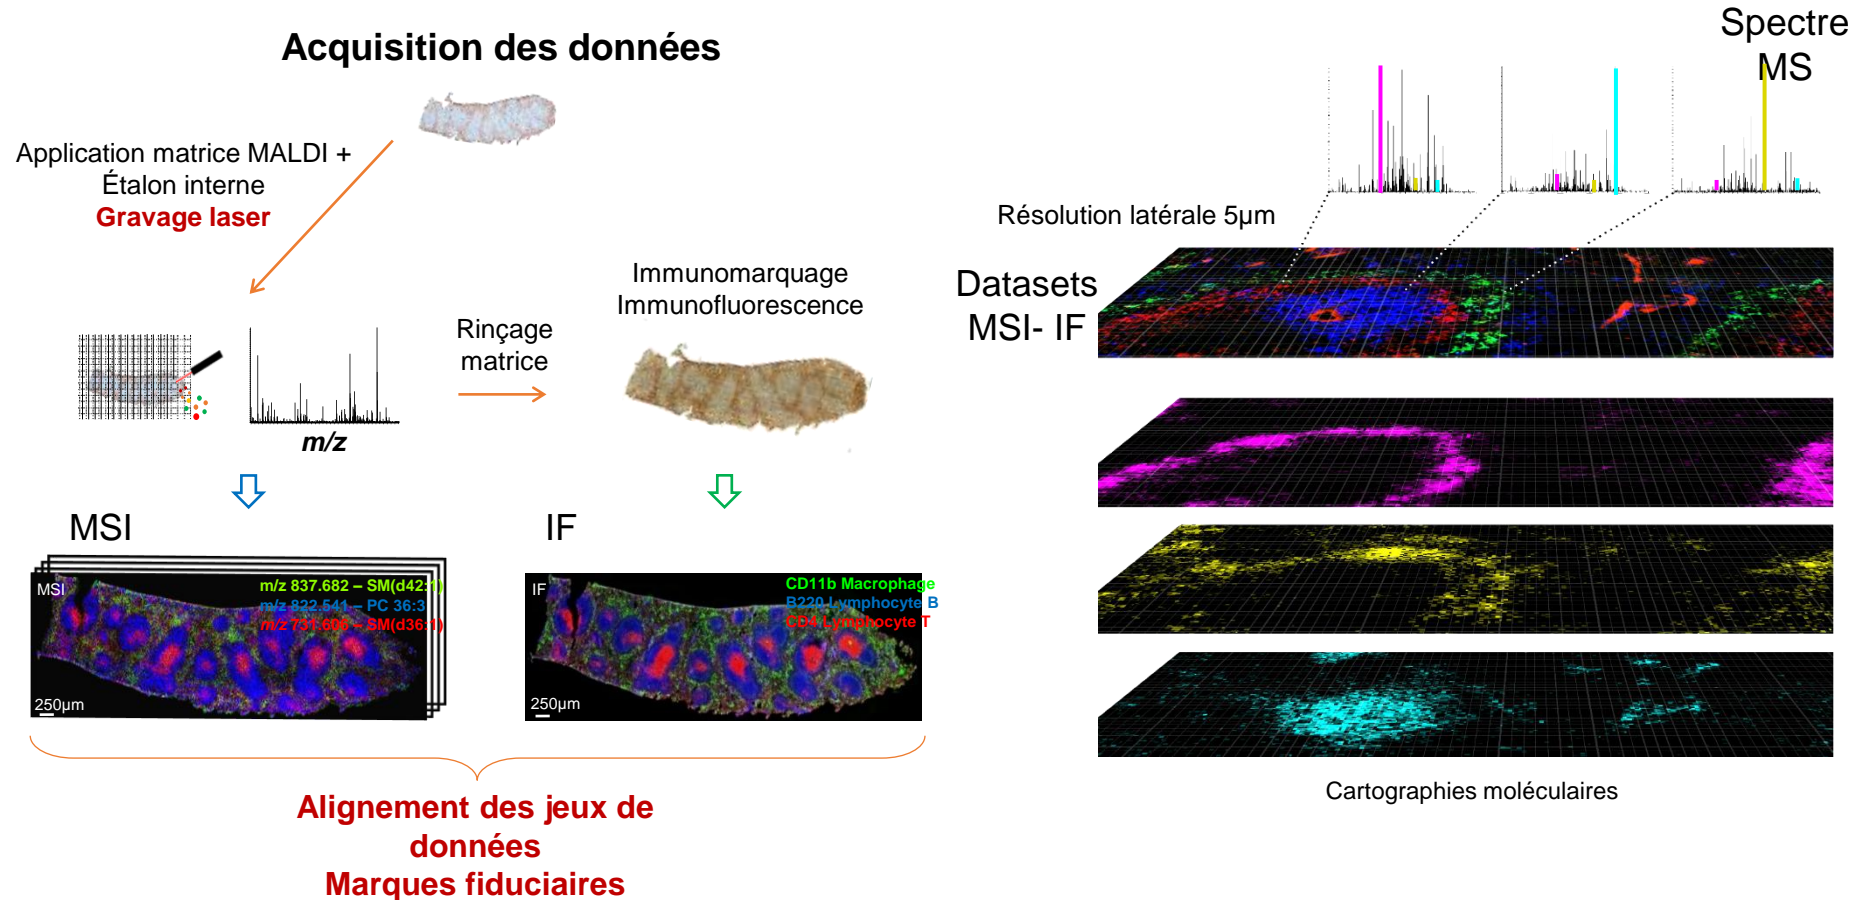 Acquisition des données
Application matrice MALDI +
Étalon interne
Gravage laser
m/z
Rinçage
matrice
Immunomarquage
Immunofluorescence
MSI
MSI
m/z 837.682 – SM(d42:1)
m/z 822.541 – PC 36:3
m/z 731.606 – SM(d36:1)
250µm
IF
IF
CD11b Macrophage
B220 Lymphocyte B
CD4 Lymphocyte T
250µm
Alignement des jeux de
données
Marques fiduciaires
Spectre
MS
Résolution latérale 5µm
Datasets
MSI- IF
Cartographies moléculaires